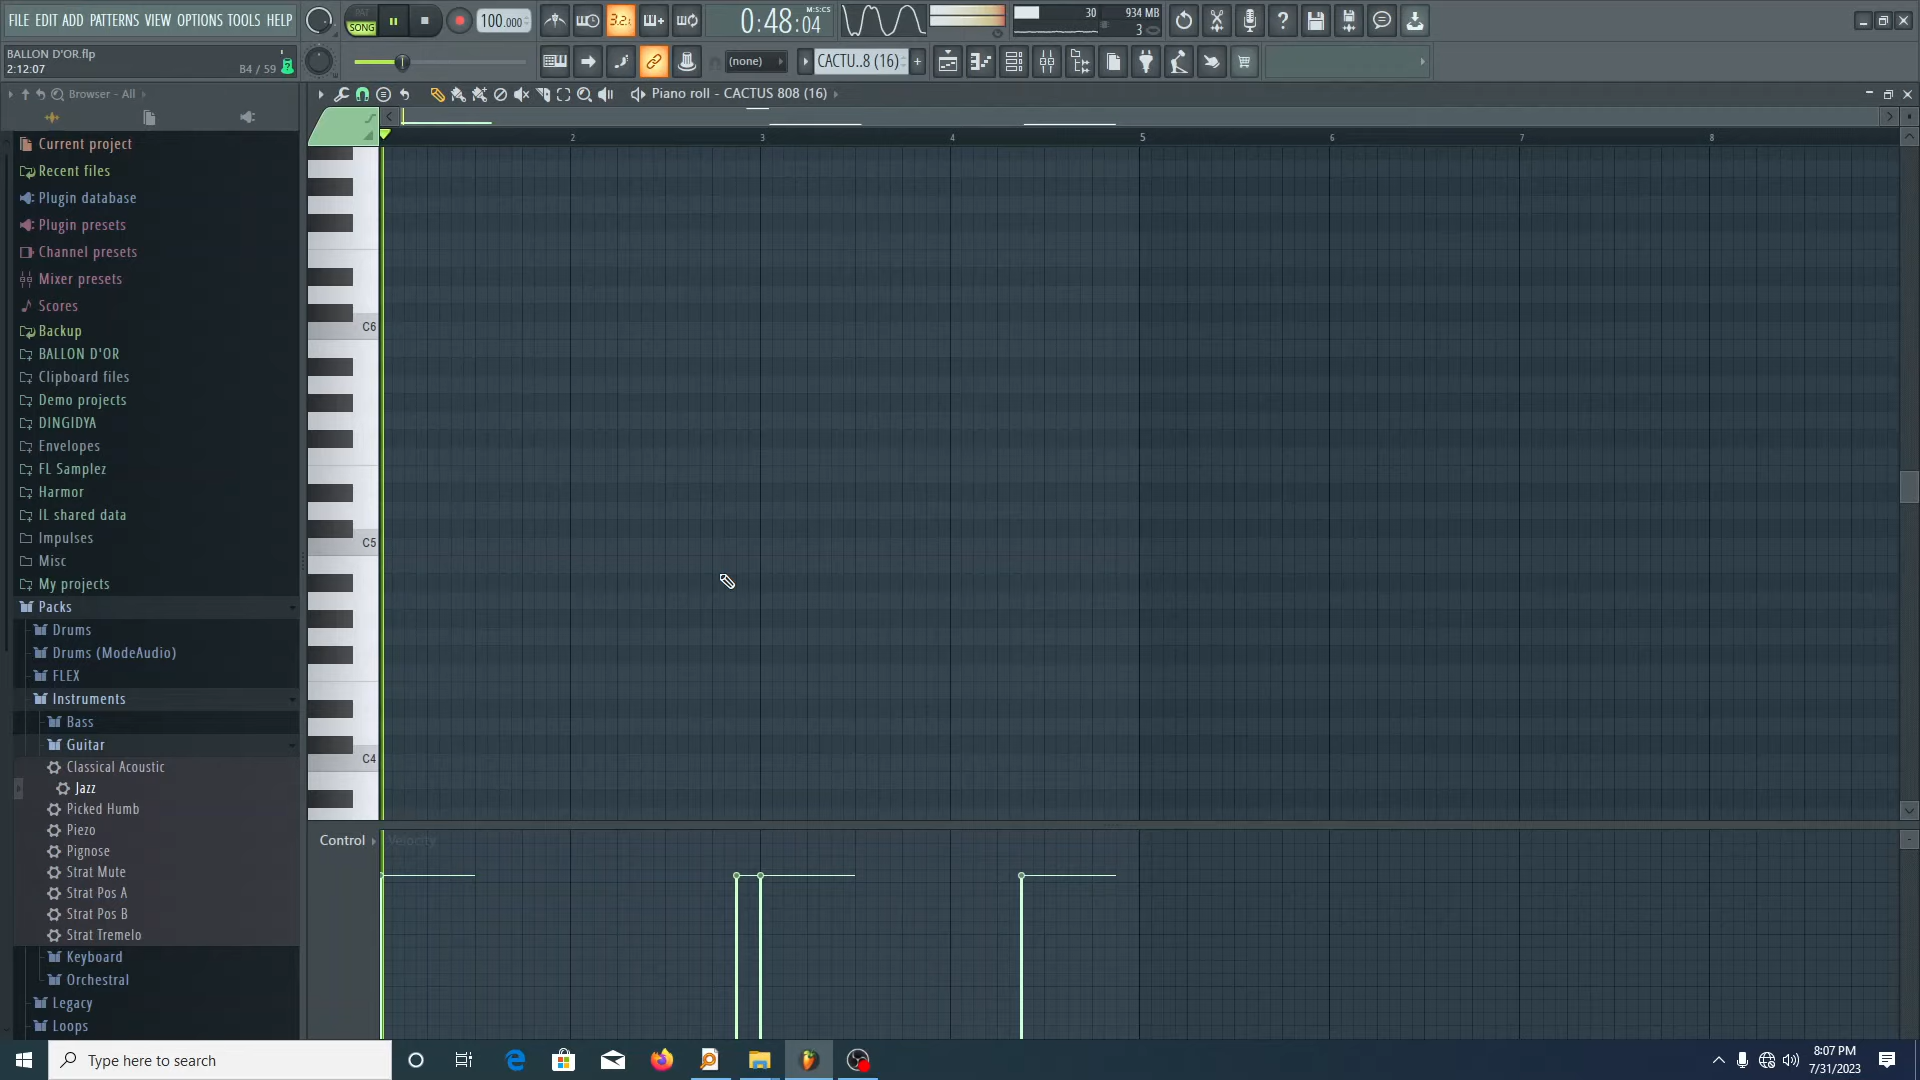 FILE EDIT ADD PATTERNS VIEW OPTIONS TOOLS HELP
PAT
SONG
100.000
3.2.
0:48:04
M:S:CS
30
934 MB
3
BALLON D'OR.flp
2:12:07
B4 / 59
(none)
CACTU..8 (16)
Browser - All
Piano roll - CACTUS 808 (16)
Current project
Recent files
Plugin database
Plugin presets
Channel presets
Mixer presets
Scores
Backup
BALLON D'OR
Clipboard files
Demo projects
DINGIDYA
Envelopes
FL Samplez
Harmor
IL shared data
Impulses
Misc
My projects
Packs
Drums
Drums (ModeAudio)
FLEX
Instruments
Bass
Guitar
Classical Acoustic
Jazz
Picked Humb
Piezo
Pignose
Strat Mute
Strat Pos A
Strat Pos B
Strat Tremelo
Keyboard
Orchestral
Legacy
Loops
2 3 4 5 6 7 8
C6
C5
C4
Control
Velocity
Type here to search
8:07 PM
7/31/2023